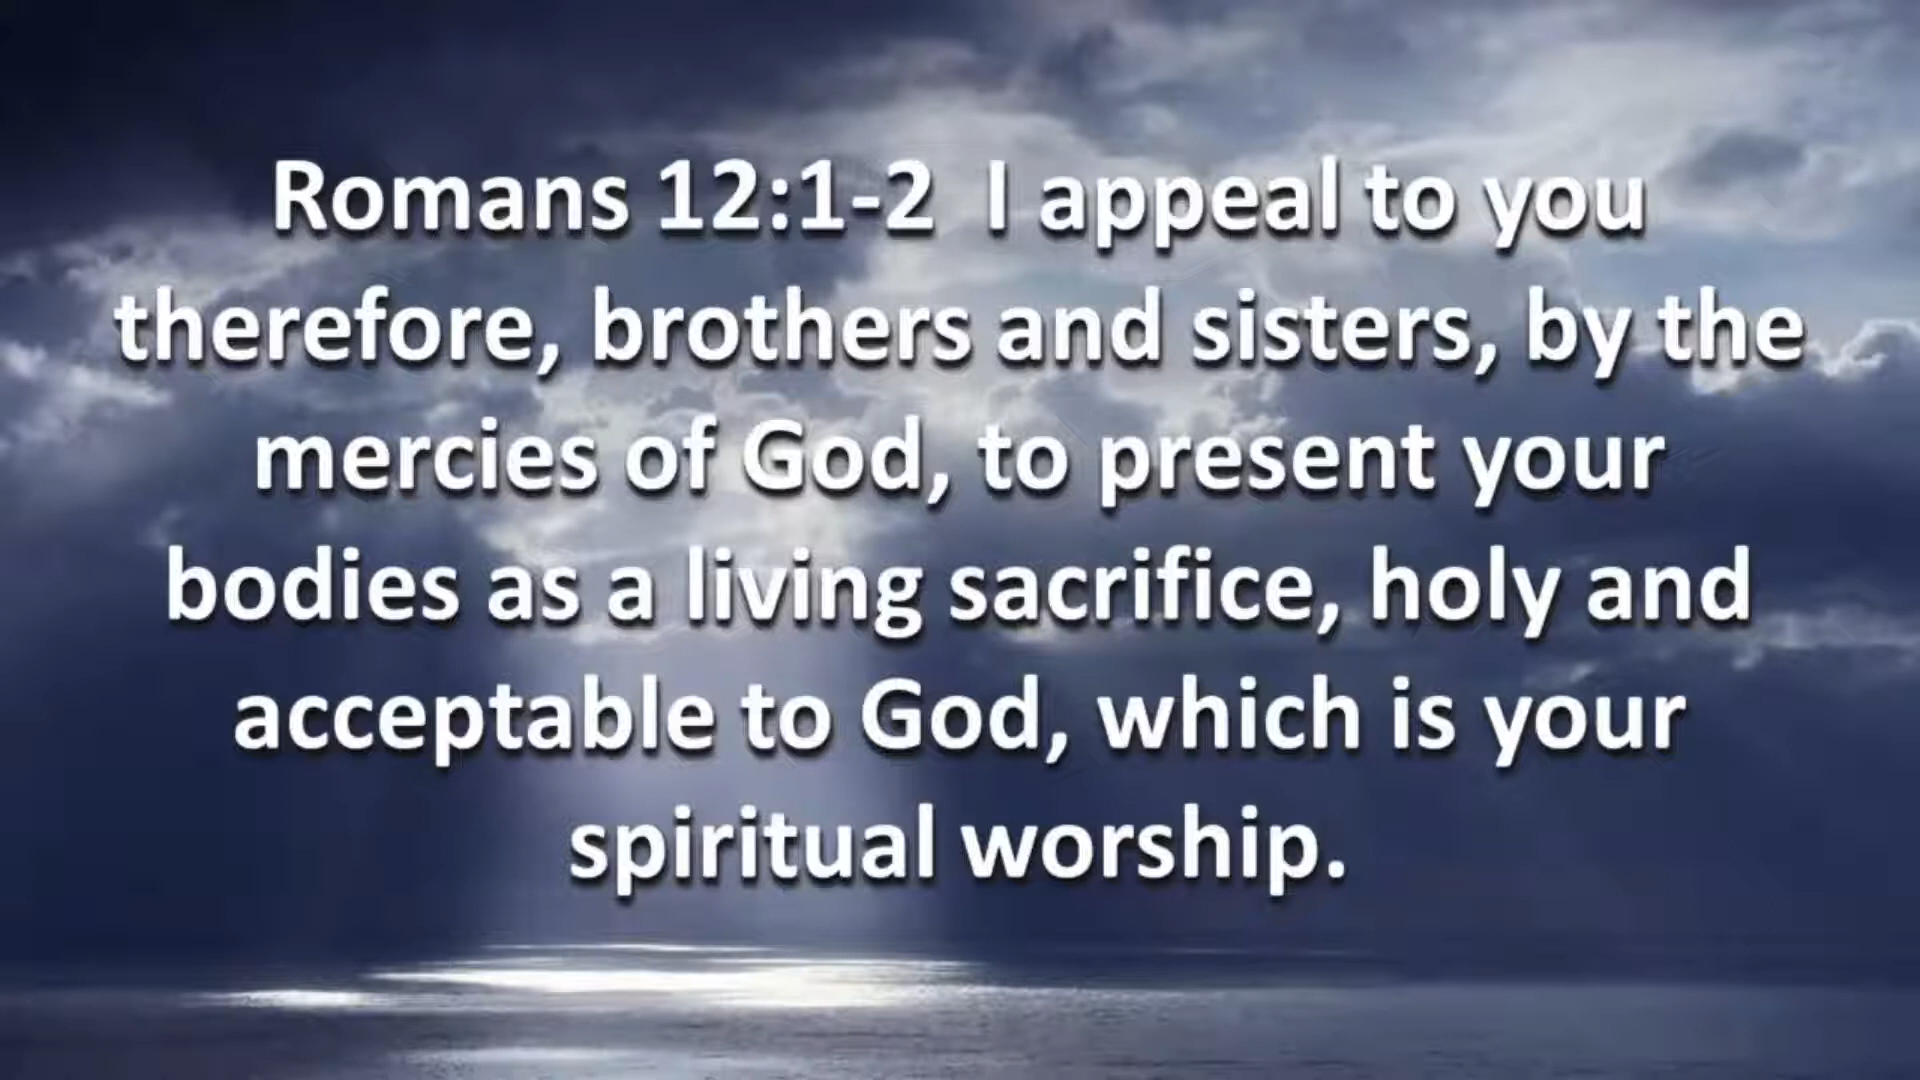 Romans 12:1-2  I appeal to you
therefore, brothers and sisters, by the
mercies of God, to present your
bodies as a living sacrifice, holy and
acceptable to God, which is your
spiritual worship.